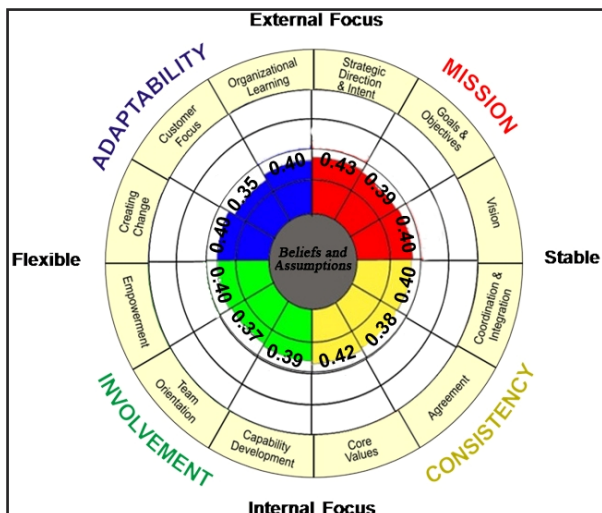 External Focus
ADAPTABILITY
MISSION
Organizational
Learning
Strategic
Direction
& Intent
Customer
Focus
Goals &
Objectives
Creating
Change
Vision
0.40
0.43
0.35
0.39
0.40
0.40
Flexible
Beliefs and
Assumptions
Stable
0.40
0.40
0.37
0.38
0.39
0.42
Empowerment
Coordination &
Integration
Team
Orientation
Agreement
Capability
Development
Core
Values
INVOLVEMENT
CONSISTENCY
Internal Focus